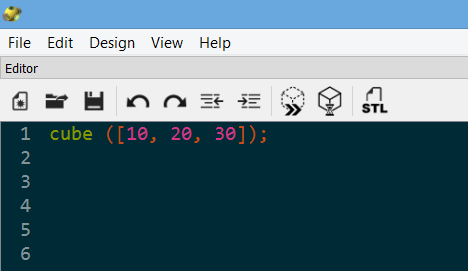 File Edit Design View Help
Editor
STL
1 cube ([10, 20, 30]);
2
3
4
5
6